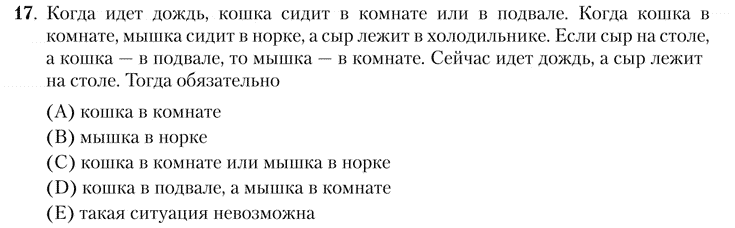 17. Когда идет дождь, кошка сидит в комнате или в подвале. Когда кошка в
комнате, мышка сидит в норке, а сыр лежит в холодильнике. Если сыр на столе,
а кошка — в подвале, то мышка — в комнате. Сейчас идет дождь, а сыр лежит
на столе. Тогда обязательно
(A) кошка в комнате
(B) мышка в норке
(C) кошка в комнате или мышка в норке
(D) кошка в подвале, а мышка в комнате
(E) такая ситуация невозможна